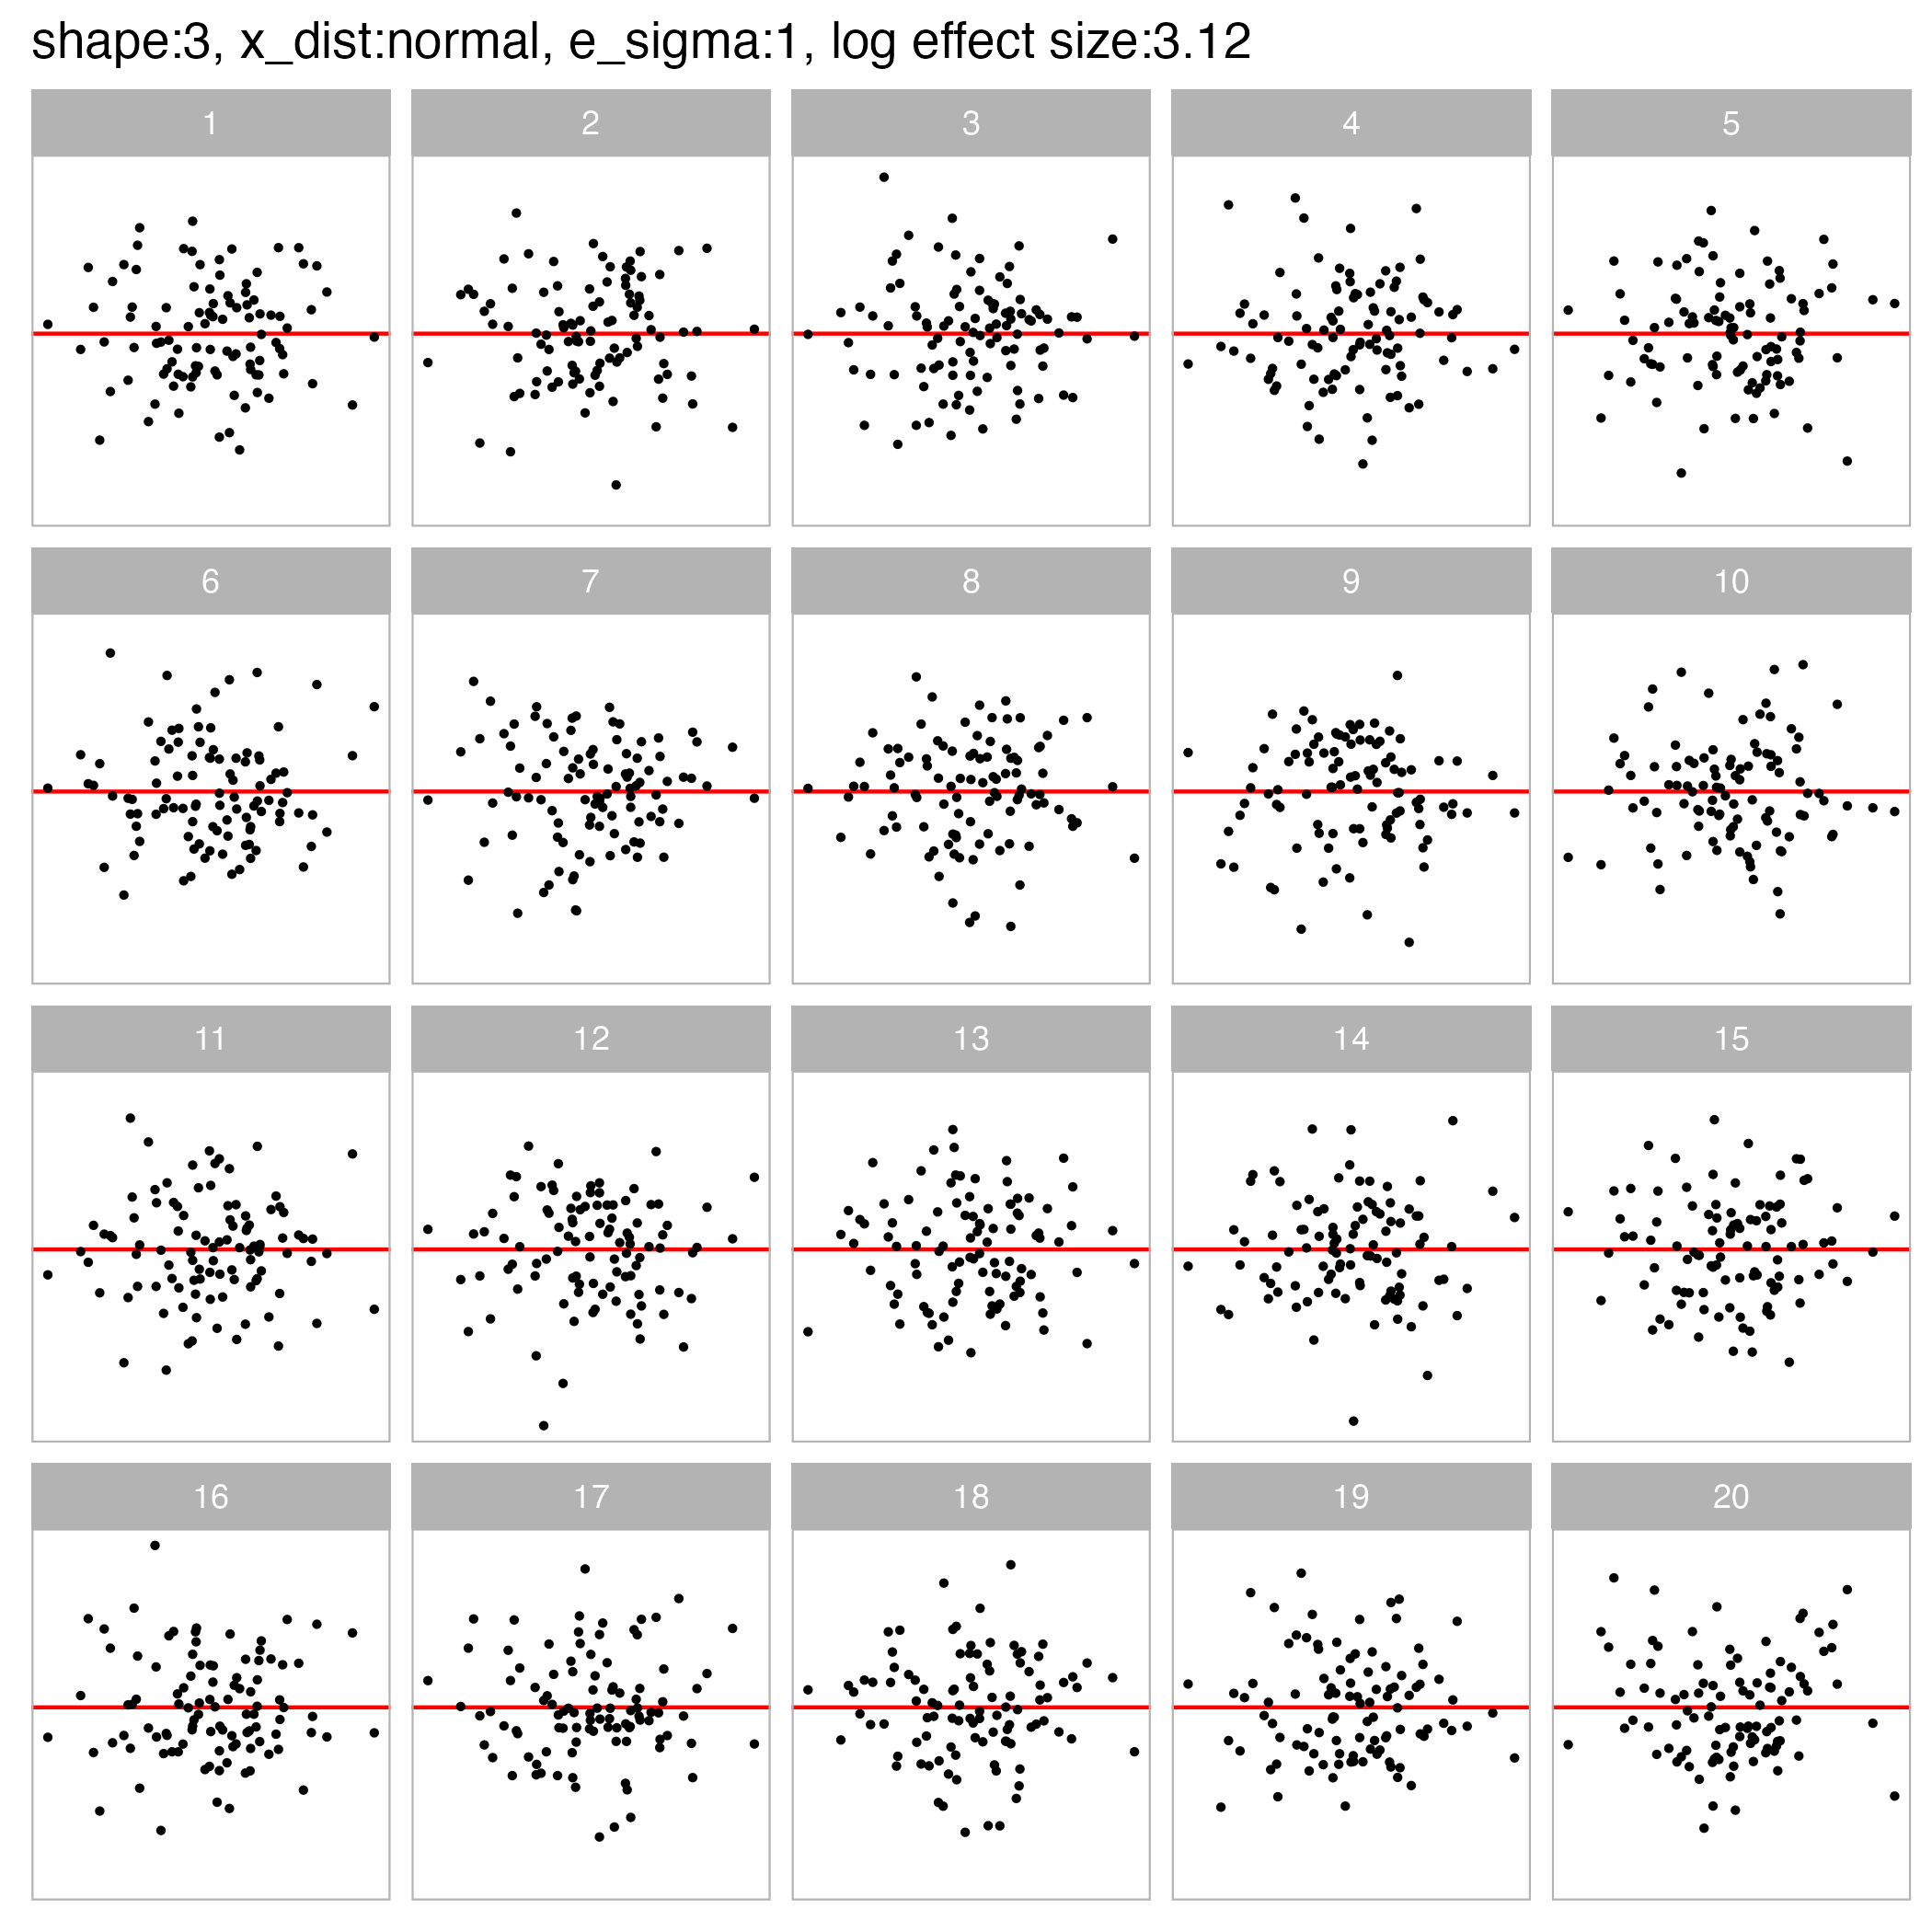 shape:3, x_dist:normal, e_sigma:1, log effect size:3.12
1 2 3 4 5
6 7 8 9 10
11 12 13 14 15
16 17 18 19 20